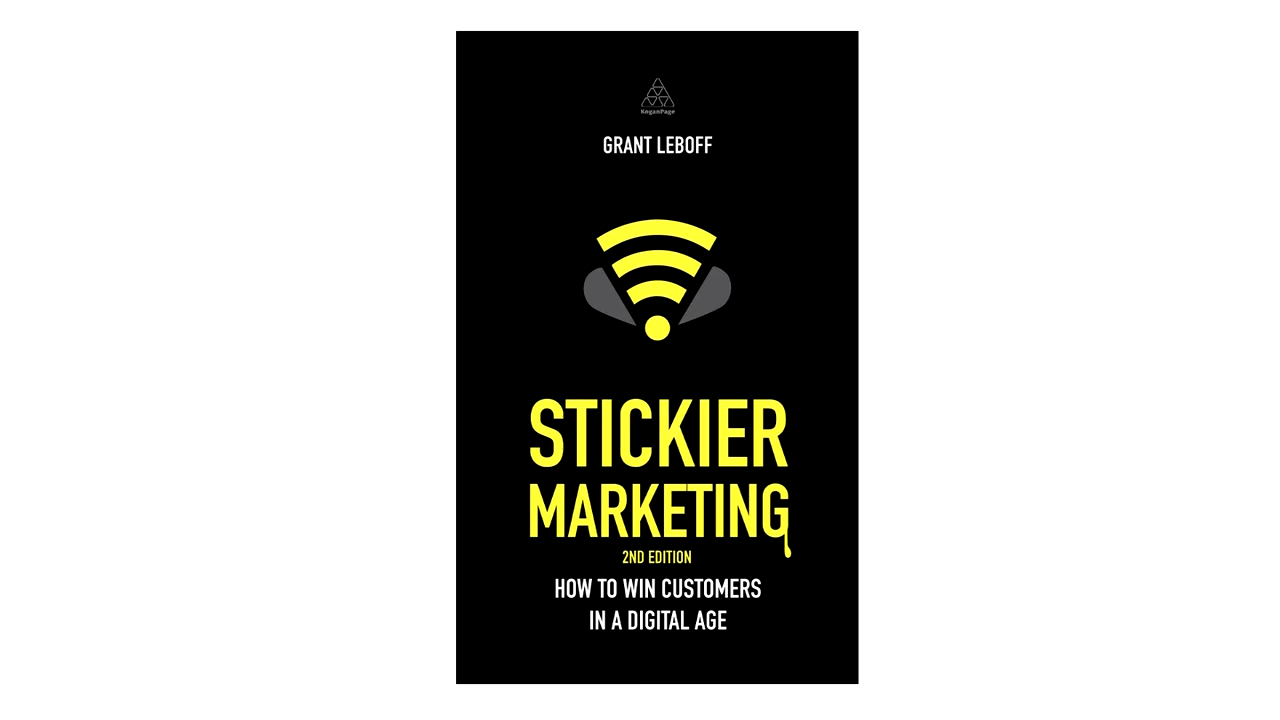 KoganPage
GRANT LEBOFF
STICKIER
MARKETING
2ND EDITION
HOW TO WIN CUSTOMERS
IN A DIGITAL AGE